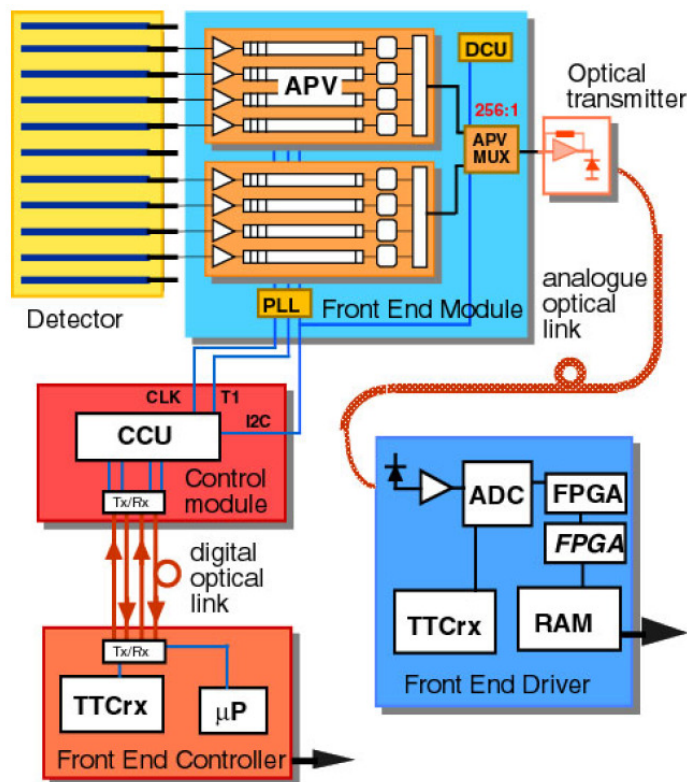 DCU
Optical
transmitter
APV
256:1
APV
MUX
PLL
Front End Module
Detector
analogue
optical
link
CLK
T1
I2C
CCU
Control
module
Tx/Rx
digital
optical
link
ADC
FPGA
FPGA
TTCrx
RAM
Front End Driver
Tx/Rx
TTCrx
µP
Front End Controller